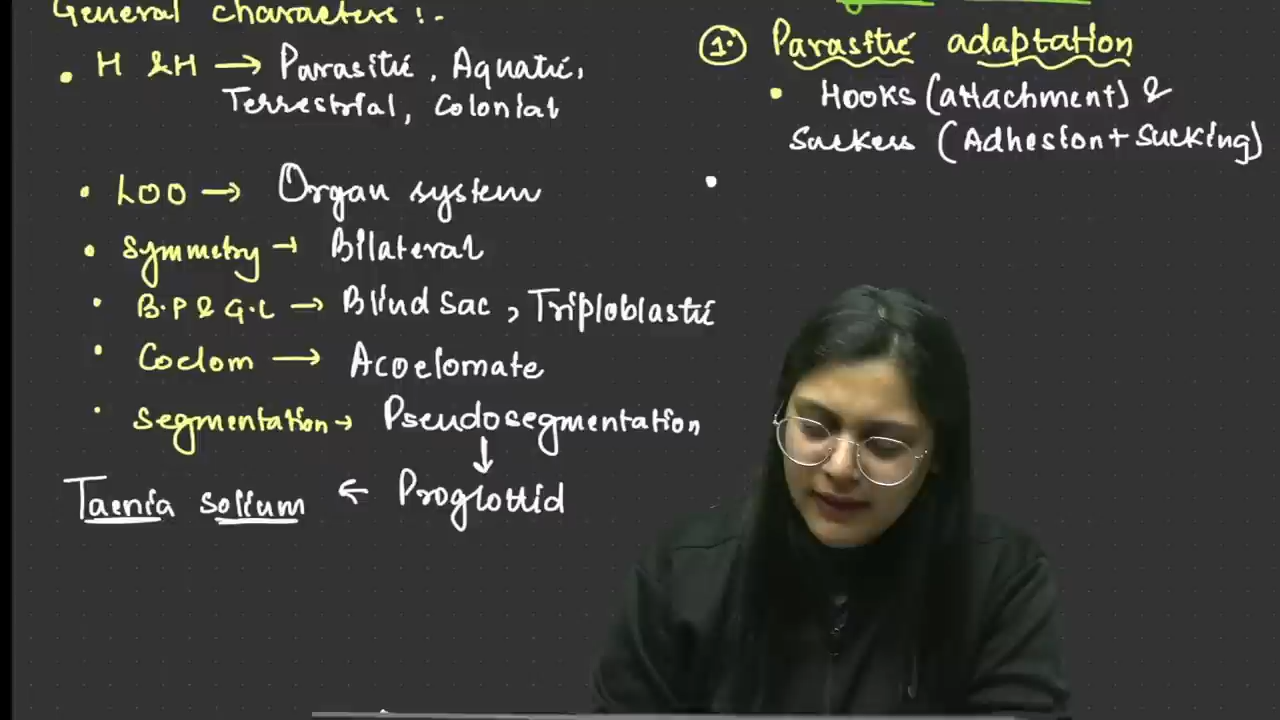 General characters :-
• H & H → Parasitic, Aquatic,
Terrestrial, Colonial
• LOO → Organ system
• Symmetry → Bilateral
• B.P & G.L → Blind Sac, Triploblastic
• Coelom → Acoelomate
• Segmentation → Pseudosegmentation
↓
Taenia solium ← Proglottid
① Parasitic adaptation
• Hooks (attachment) &
Suckers (Adhesion + Sucking)
•